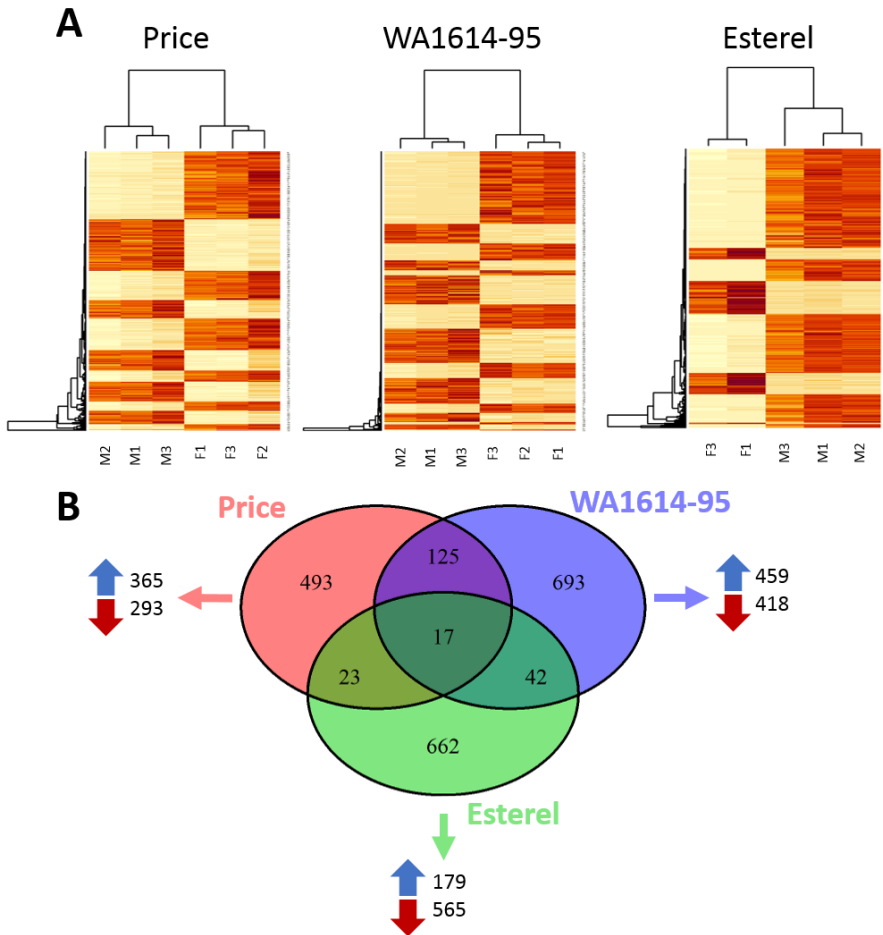 A
Price
WA1614-95
Esterel
M2 M1 M3 F1 F3 F2
M2 M1 M3 F3 F2 F1
F3 F1 M3 M1 M2
B
Price
WA1614-95
365
293
493
125
693
459
418
17
23
42
662
Esterel
179
565